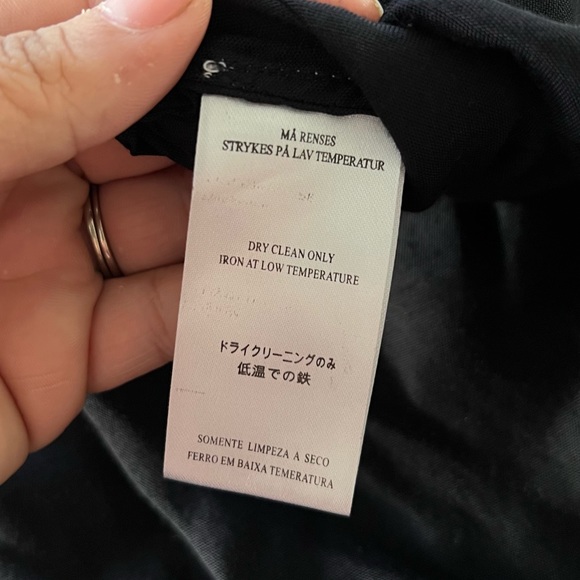 MÅ RENSES
STRYKES PÅ LAV TEMPERATUR
DRY CLEAN ONLY
IRON AT LOW TEMPERATURE
ドライクリーニングのみ
低温での鉄
SOMENTE LIMPEZA A SECO
FERRO EM BAIXA TEMERATURA